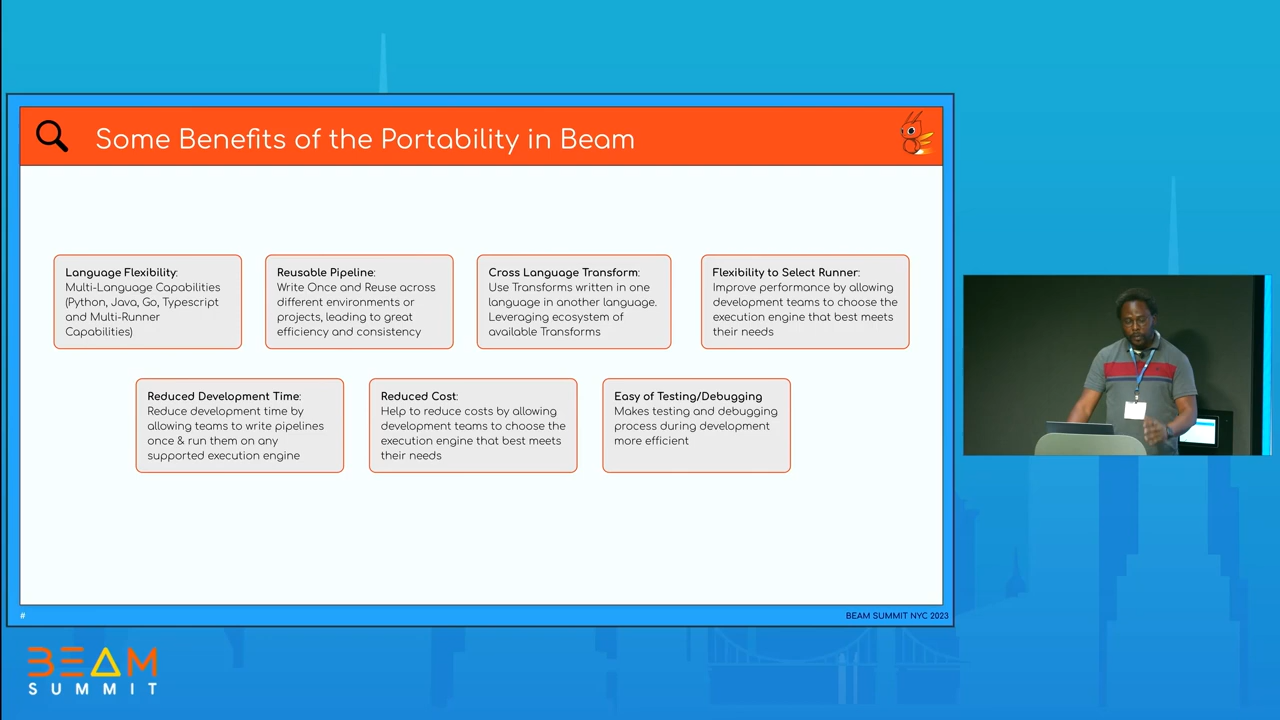 Some Benefits of the Portability in Beam
Language Flexibility:
Multi-Language Capabilities
(Python, Java, Go, Typescript
and Multi-Runner
Capabilities)
Reusable Pipeline:
Write Once and Reuse across
different environments or
projects, leading to great
efficiency and consistency
Cross Language Transform:
Use Transforms written in one
language in another language.
Leveraging ecosystem of
available Transforms
Flexibility to Select Runner:
Improve performance by allowing
development teams to choose the
execution engine that best meets
their needs
Reduced Development Time:
Reduce development time by
allowing teams to write pipelines
once & run them on any
supported execution engine
Reduced Cost:
Help to reduce costs by allowing
development teams to choose the
execution engine that best meets
their needs
Easy of Testing/Debugging
Makes testing and debugging
process during development
more efficient
#
BEAM SUMMIT NYC 2023
BEAM
SUMMIT